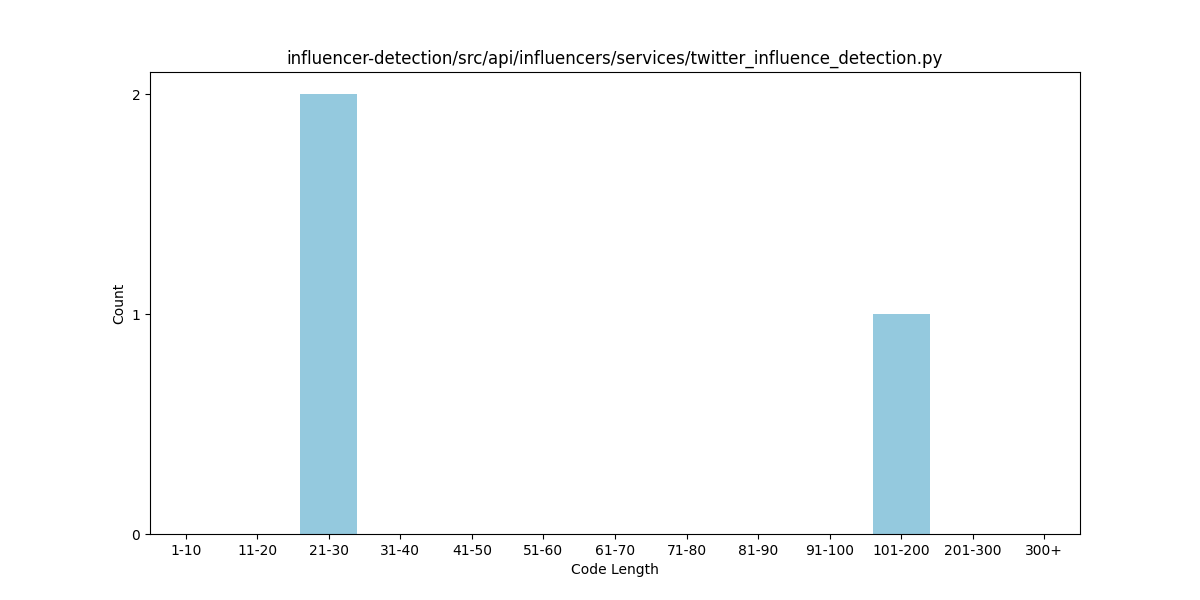 influencer-detection/src/api/influencers/services/twitter_influence_detection.py
2
1
0
Count
1-10 11-20 21-30 31-40 41-50 51-60 61-70 71-80 81-90 91-100 101-200 201-300 300+
Code Length